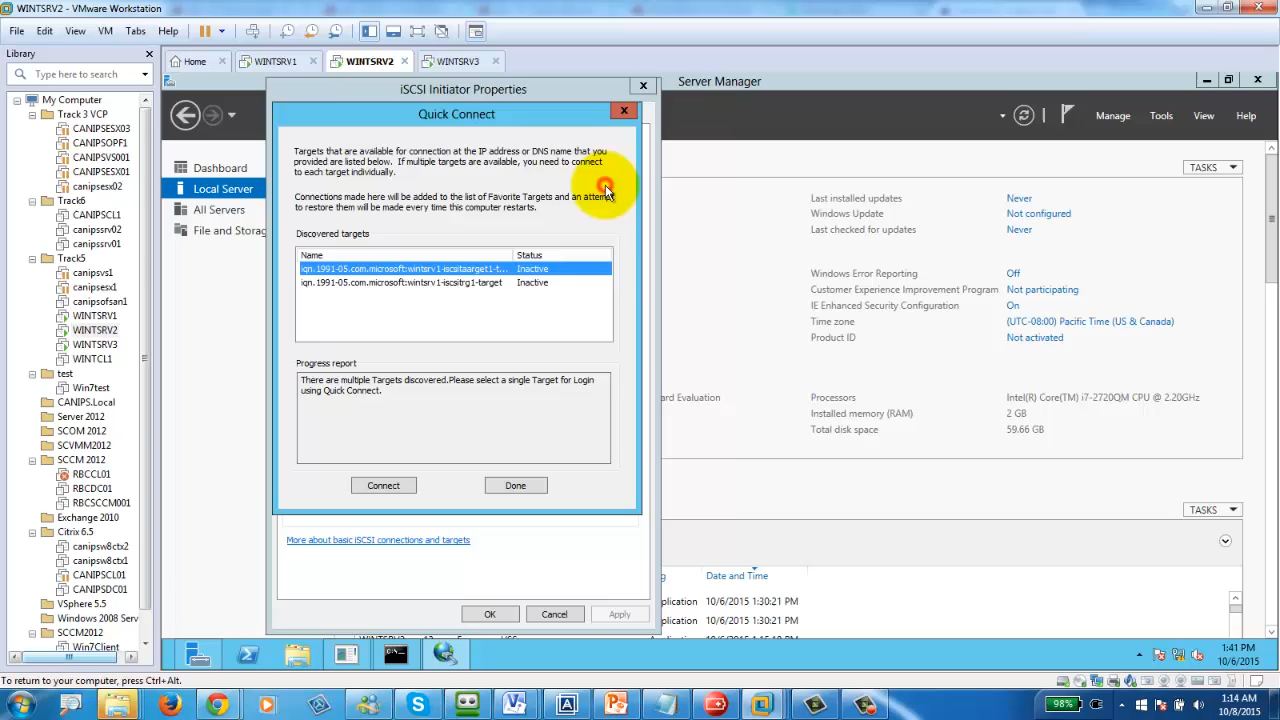 WINTSRV2 - VMware Workstation
File Edit View VM Tabs Help
Library
Type here to search
My Computer
Track 3 VCP
CANIPSESX03
CANIPSOPF1
CANIPSVS001
CANIPSESX01
canipsesx02
Track6
CANIPSCL1
canipssrv02
canipssrv01
Track5
canipsvs1
canipsesx1
canipsofsan1
WINTSRV1
WINTSRV2
WINTSRV3
WINTCL1
test
Win7test
CANIPS.Local
Server 2012
SCOM 2012
SCVMM2012
SCCM 2012
RBCCL01
RBCDC01
RBCSCCM001
Exchange 2010
Citrix 6.5
canipsw8ctx2
canipsw8ctx1
CANIPSCL01
CANIPSDC01
VSphere 5.5
Windows 2008 Serv
SCCM2012
Win7Client
Home WINTSRV1 WINTSRV2 WINTSRV3
Server Manager
Manage Tools View Help
Dashboard
Local Server
All Servers
File and Storag
iSCSI Initiator Properties
Quick Connect
Targets that are available for connection at the IP address or DNS name that you
provided are listed below. If multiple targets are available, you need to connect
to each target individually.
Connections made here will be added to the list of Favorite Targets and an attemp
to restore them will be made every time this computer restarts.
Discovered targets
Name Status
iqn.1991-05.com.microsoft:wintsrv1-iscsitaarget1-t... Inactive
iqn.1991-05.com.microsoft:wintsrv1-iscsitrg1-target Inactive
Progress report
There are multiple Targets discovered.Please select a single Target for Login
using Quick Connect.
Connect Done
More about basic iSCSI connections and targets
OK Cancel Apply
TASKS
Last installed updates Never
Windows Update Not configured
Last checked for updates Never
Windows Error Reporting Off
Customer Experience Improvement Program Not participating
IE Enhanced Security Configuration On
Time zone (UTC-08:00) Pacific Time (US & Canada)
Product ID Not activated
ard Evaluation Processors Intel(R) Core(TM) i7-2720QM CPU @ 2.20GHz
Installed memory (RAM) 2 GB
Total disk space 59.66 GB
TASKS
Date and Time
plication 10/6/2015 1:30:21 PM
plication 10/6/2015 1:30:21 PM
1:41 PM
10/6/2015
To return to your computer, press Ctrl+Alt.
98%
1:14 AM
10/8/2015